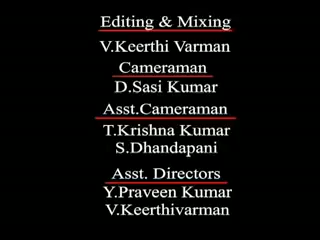 Editing & Mixing
V.Keerthi Varman
Cameraman
D.Sasi Kumar
Asst.Cameraman
T.Krishna Kumar
S.Dhandapani
Asst. Directors
Y.Praveen Kumar
V.Keerthivarman